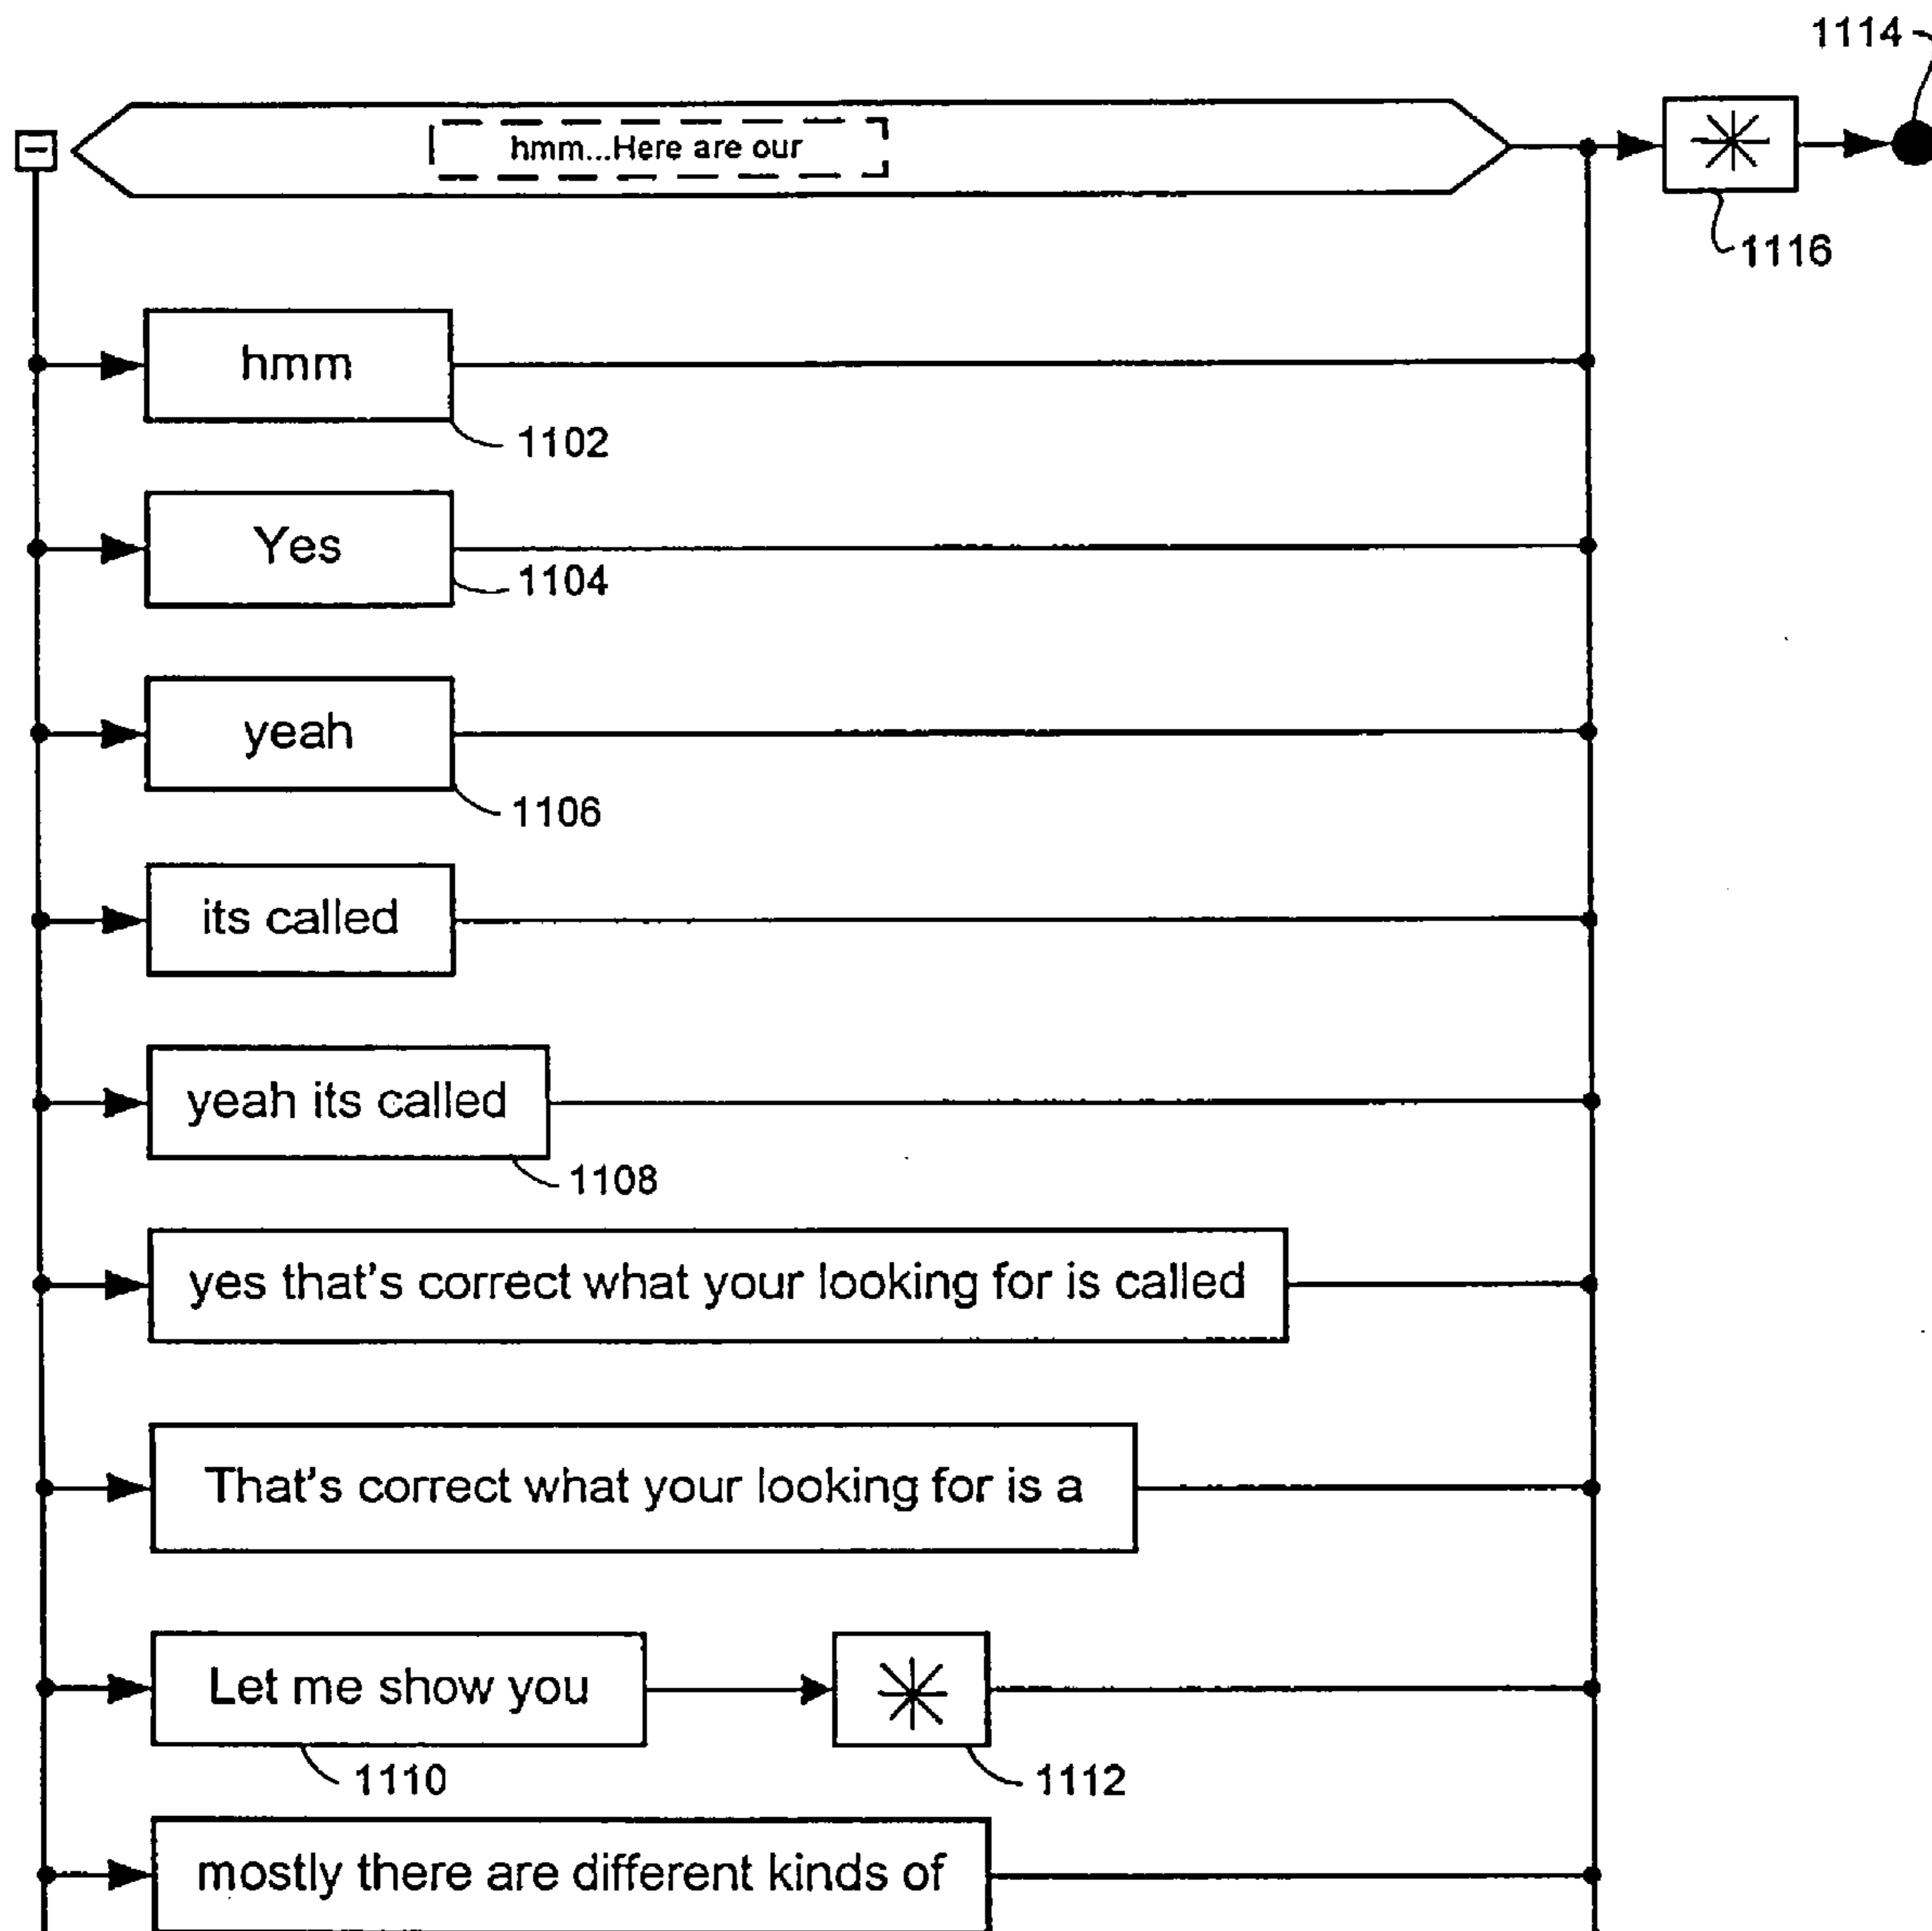 1114
hmm...Here are our
1116
hmm
1102
Yes
1104
yeah
1106
its called
yeah its called
1108
yes that's correct what your looking for is called
That's correct what your looking for is a
Let me show you
1110
1112
mostly there are different kinds of